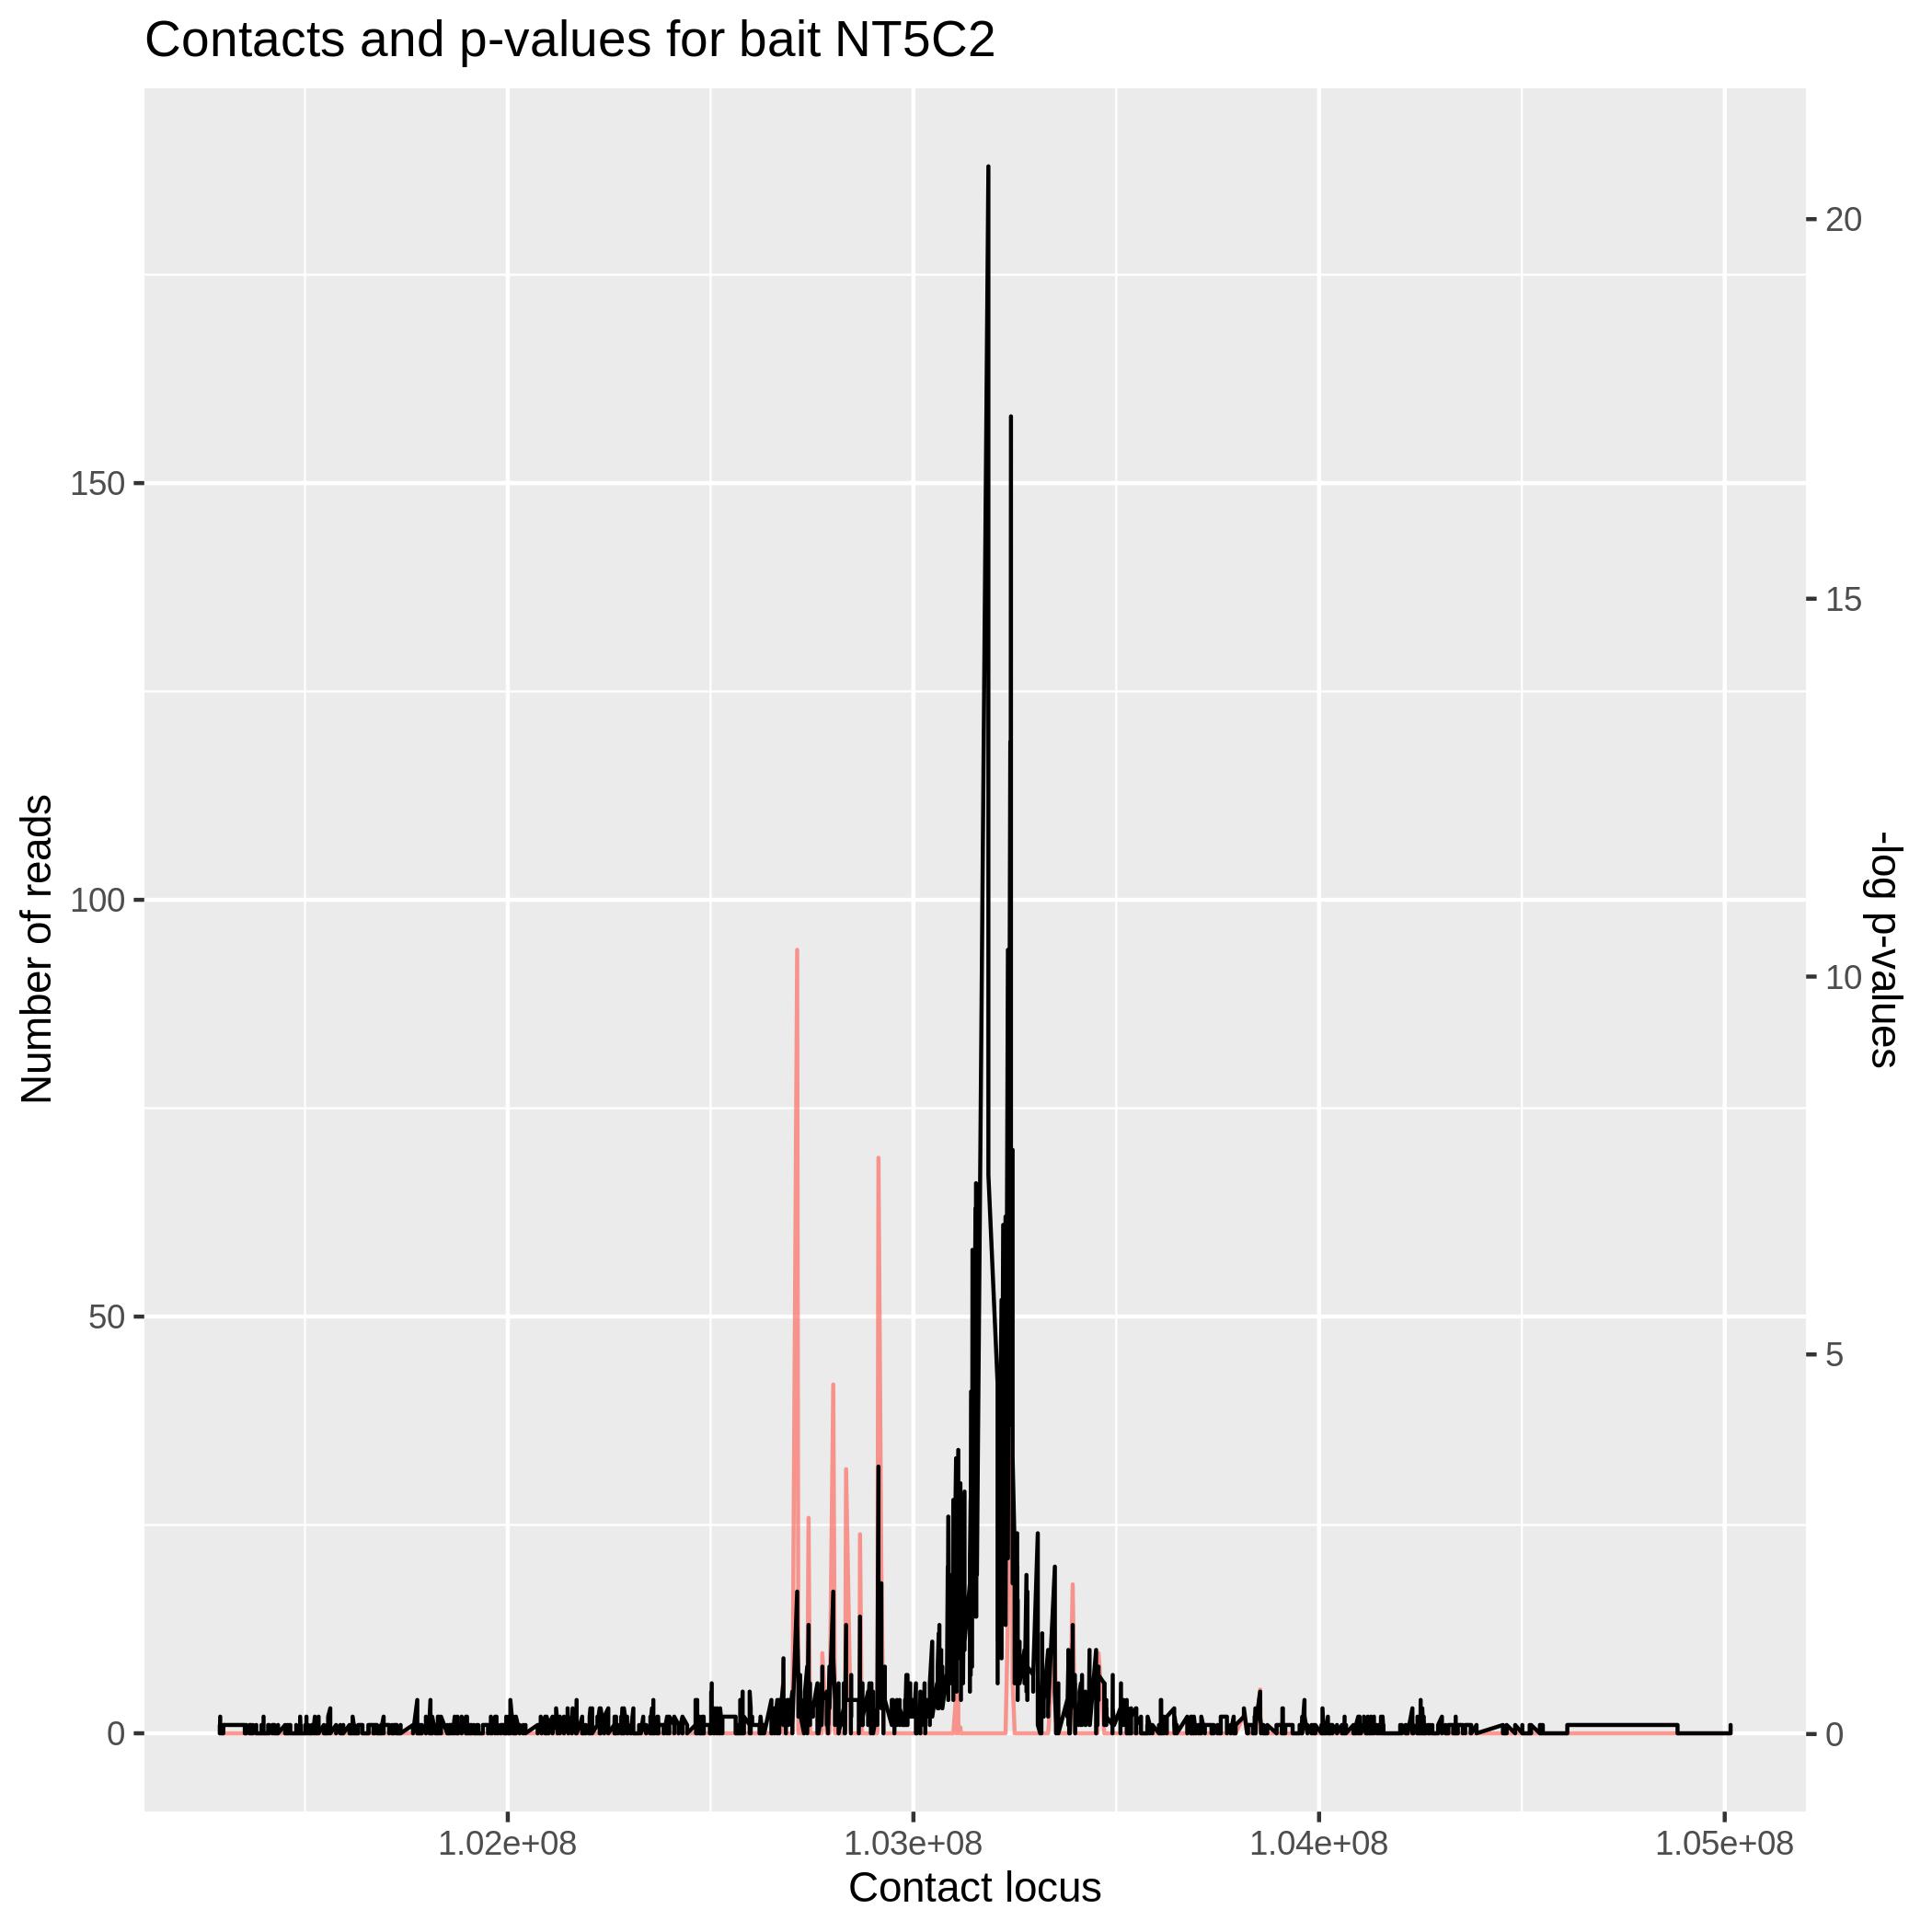 Contacts and p-values for bait NT5C2
Number of reads
150
100
50
0
20
15
10
5
0
-log p-values
1.02e+08 1.03e+08 1.04e+08 1.05e+08
Contact locus